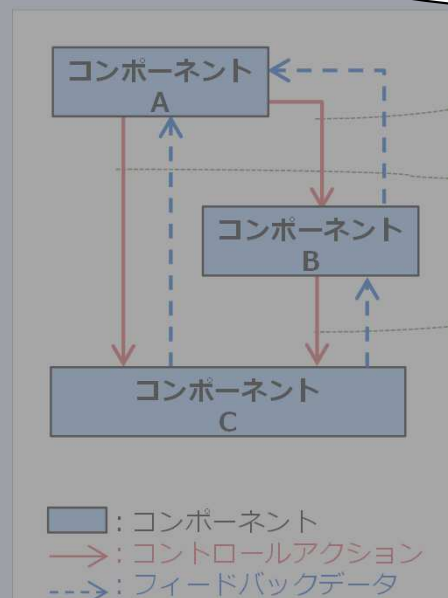 コンポーネント
A
コンポーネント
B
コンポーネント
C
: コンポーネント
: コントロールアクション
: フィードバックデータ